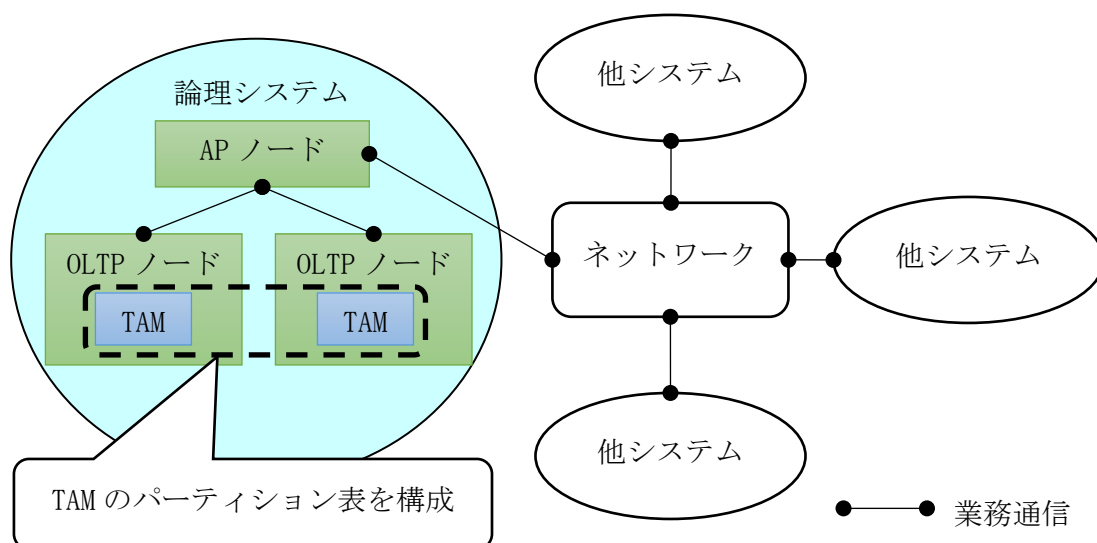 他システム
論理システム
AP ノード
OLTP ノード
OLTP ノード
ネットワーク
他システム
TAM
TAM
他システム
TAM のパーティション表を構成
業務通信